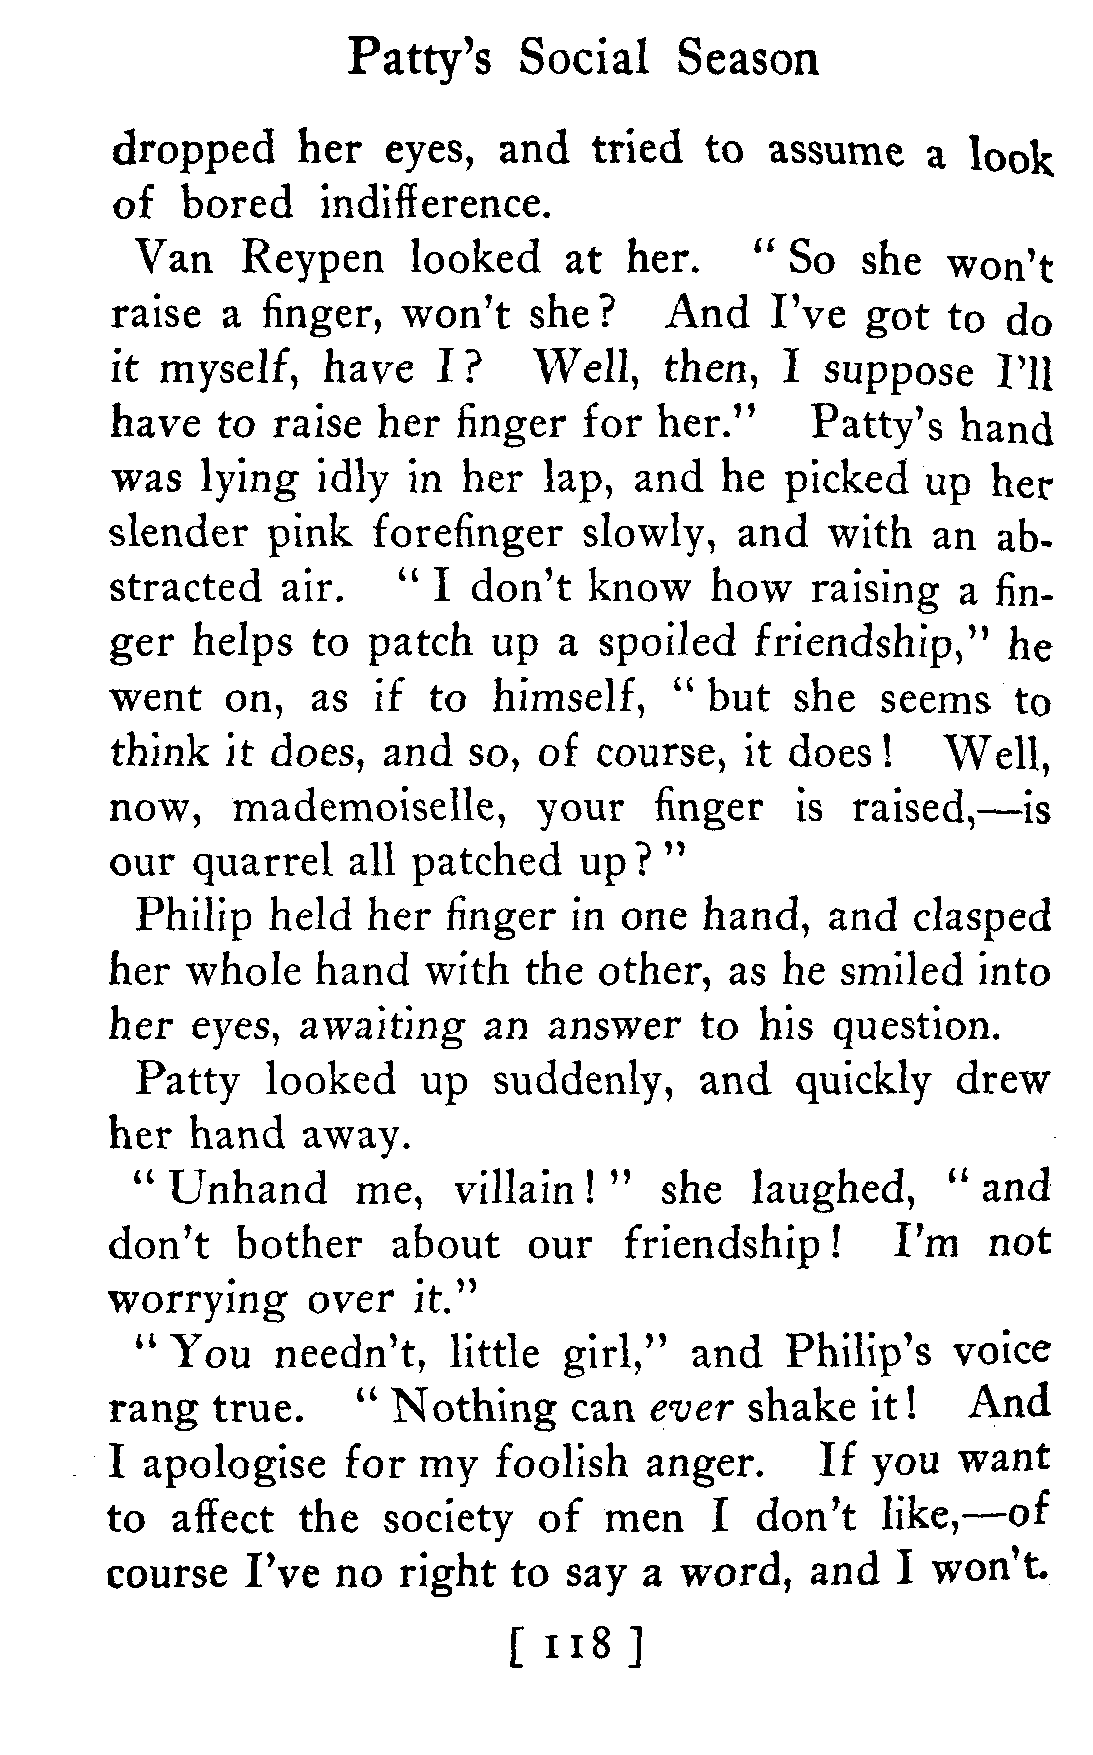 Patty's Social Season
dropped her eyes, and tried to assume a look
of bored indifference.
Van Reypen looked at her. "So she won't
raise a finger, won't she? And I've got to do
it myself, have I? Well, then, I suppose I'll
have to raise her finger for her." Patty's hand
was lying idly in her lap, and he picked up her
slender pink forefinger slowly, and with an ab-
stracted air. "I don't know how raising a fin-
ger helps to patch up a spoiled friendship," he
went on, as if to himself, "but she seems to
think it does, and so, of course, it does! Well,
now, mademoiselle, your finger is raised,—is
our quarrel all patched up?"
Philip held her finger in one hand, and clasped
her whole hand with the other, as he smiled into
her eyes, awaiting an answer to his question.
Patty looked up suddenly, and quickly drew
her hand away.
"Unhand me, villain!" she laughed, "and
don't bother about our friendship! I'm not
worrying over it."
"You needn't, little girl," and Philip's voice
rang true. "Nothing can ever shake it! And
I apologise for my foolish anger. If you want
to affect the society of men I don't like,—of
course I've no right to say a word, and I won't.
[ 118 ]